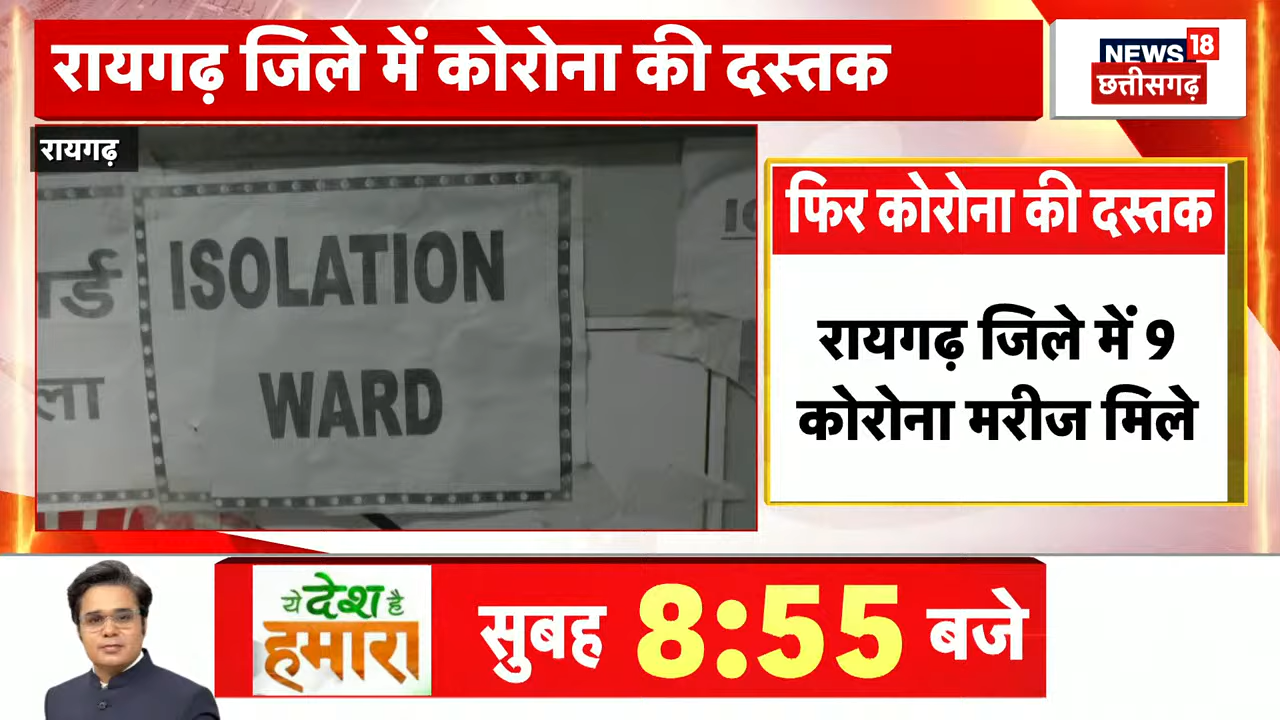 रायगढ़ जिले में कोरोना की दस्तक
NEWS 18
छत्तीसगढ़
रायगढ़
ISOLATION
WARD
फिर कोरोना की दस्तक
रायगढ़ जिले में 9
कोरोना मरीज मिले
ये देश है
हमारा
सुबह 8:55 बजे